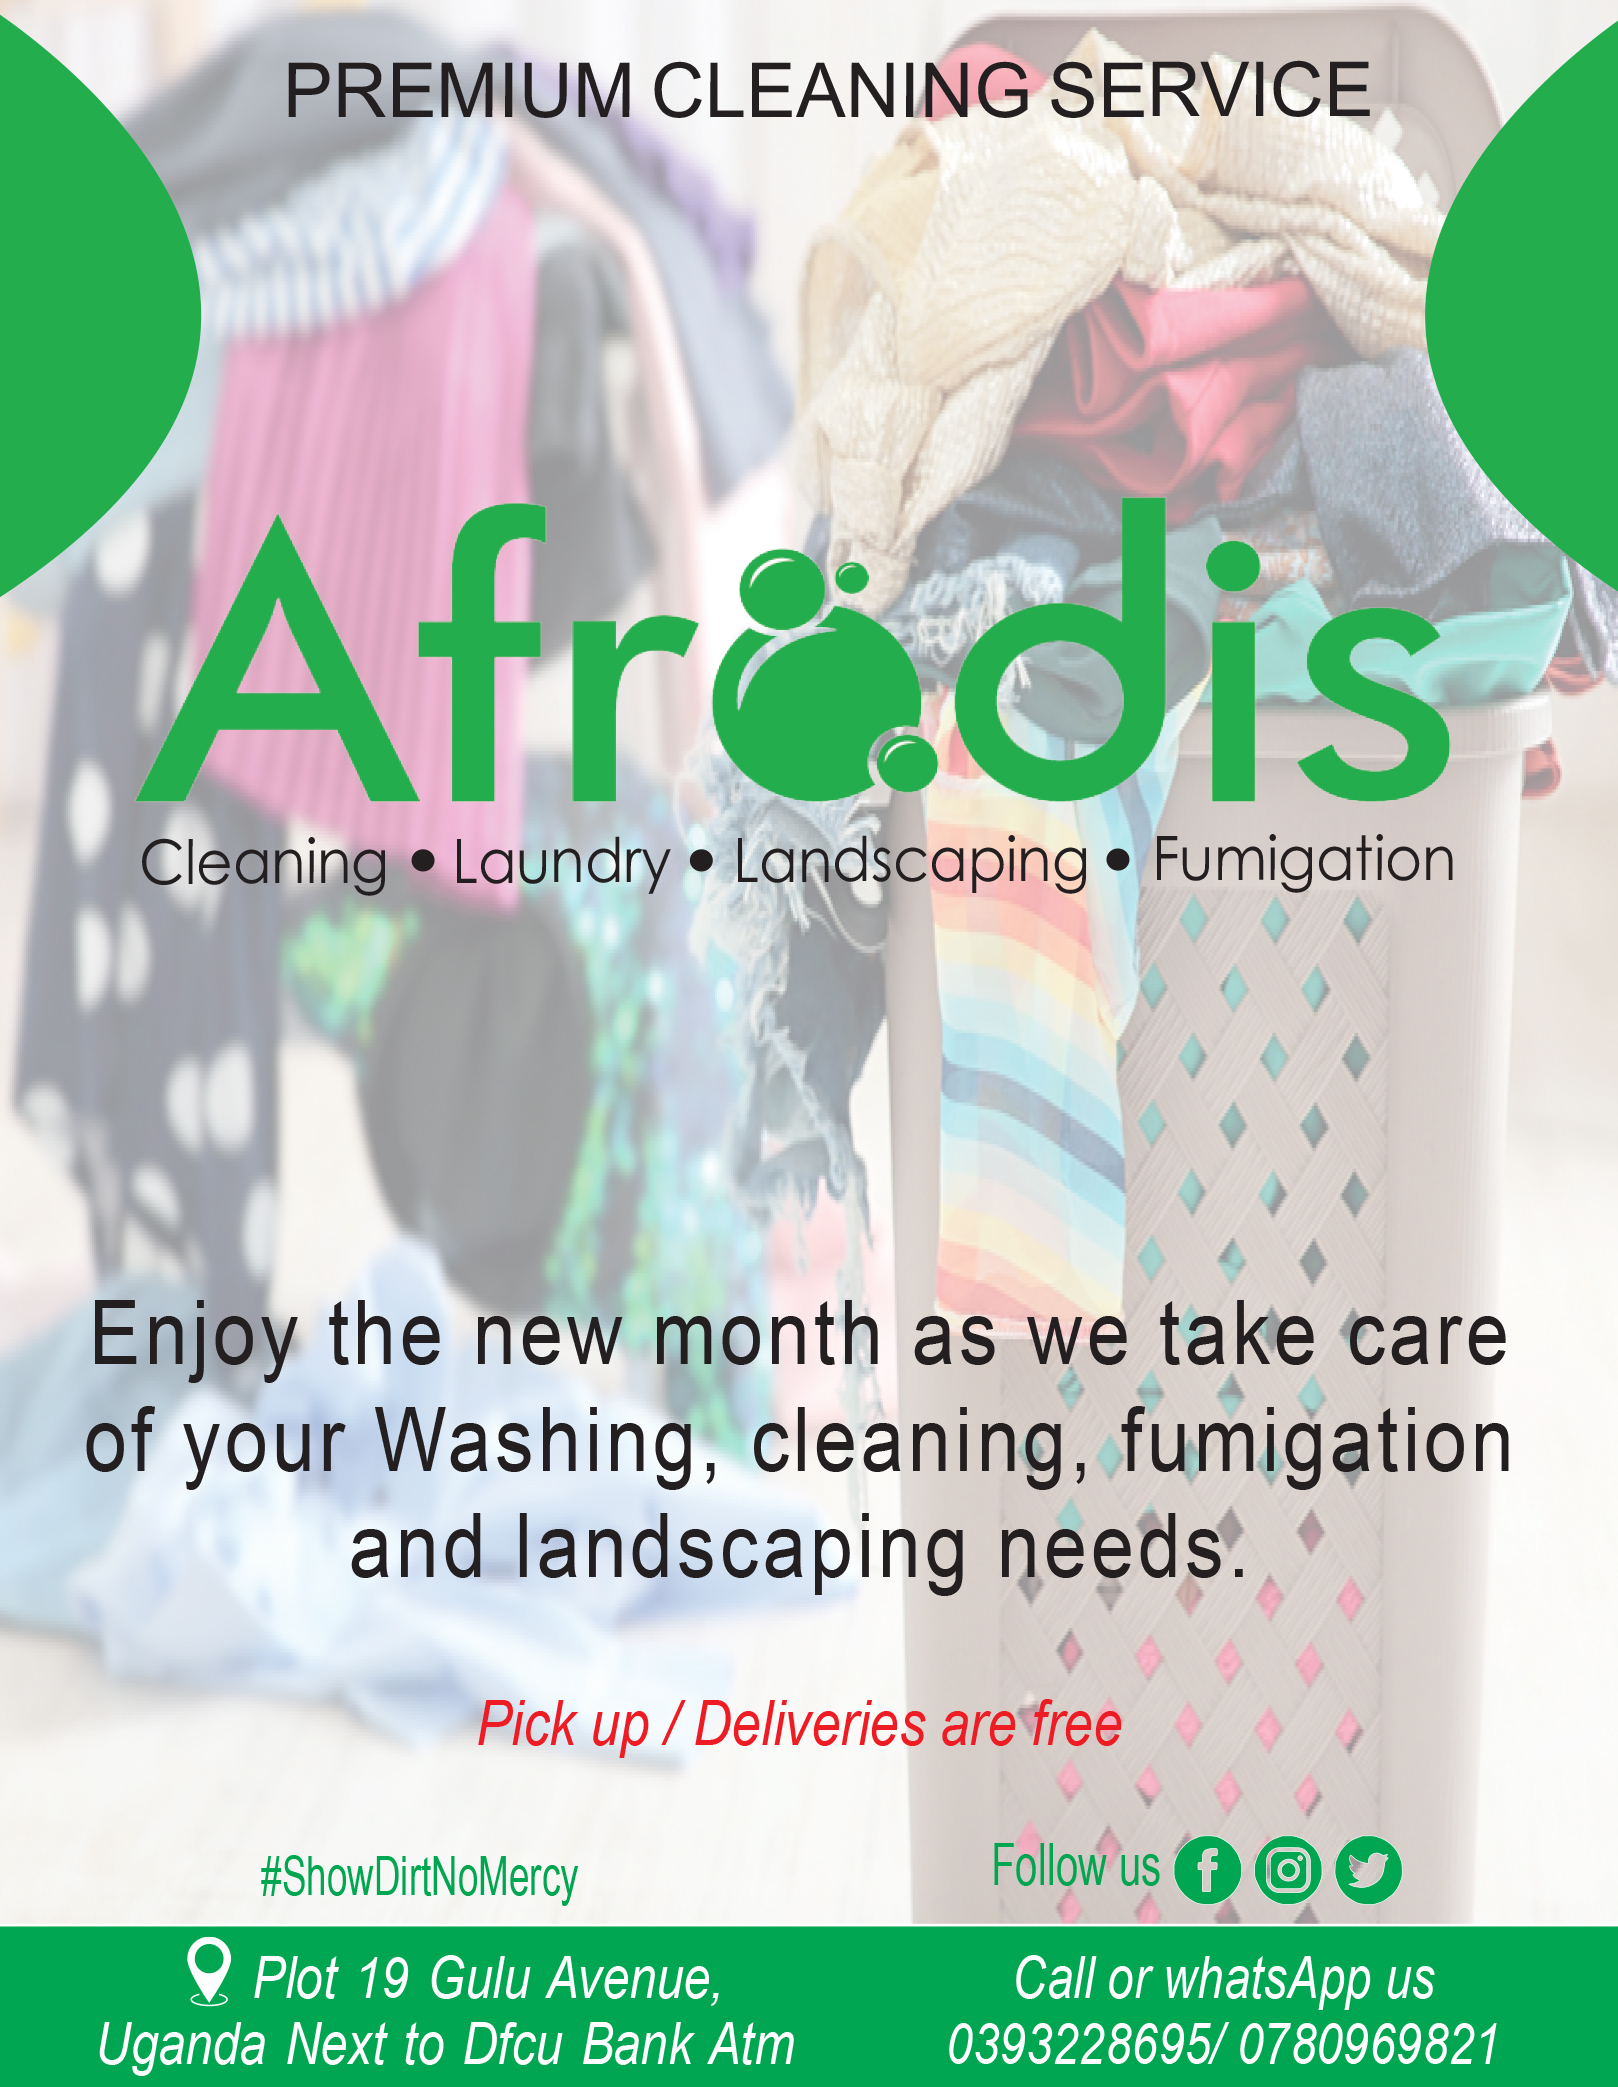 PREMIUM CLEANING SERVICE
Afrodis
Cleaning • Laundry • Landscaping • Fumigation
Enjoy the new month as we take care
of your Washing, cleaning, fumigation
and landscaping needs.
Pick up / Deliveries are free
#ShowDirtNoMercy
Follow us
Plot 19 Gulu Avenue,
Uganda Next to Dfcu Bank Atm
Call or whatsApp us
0393228695/ 0780969821